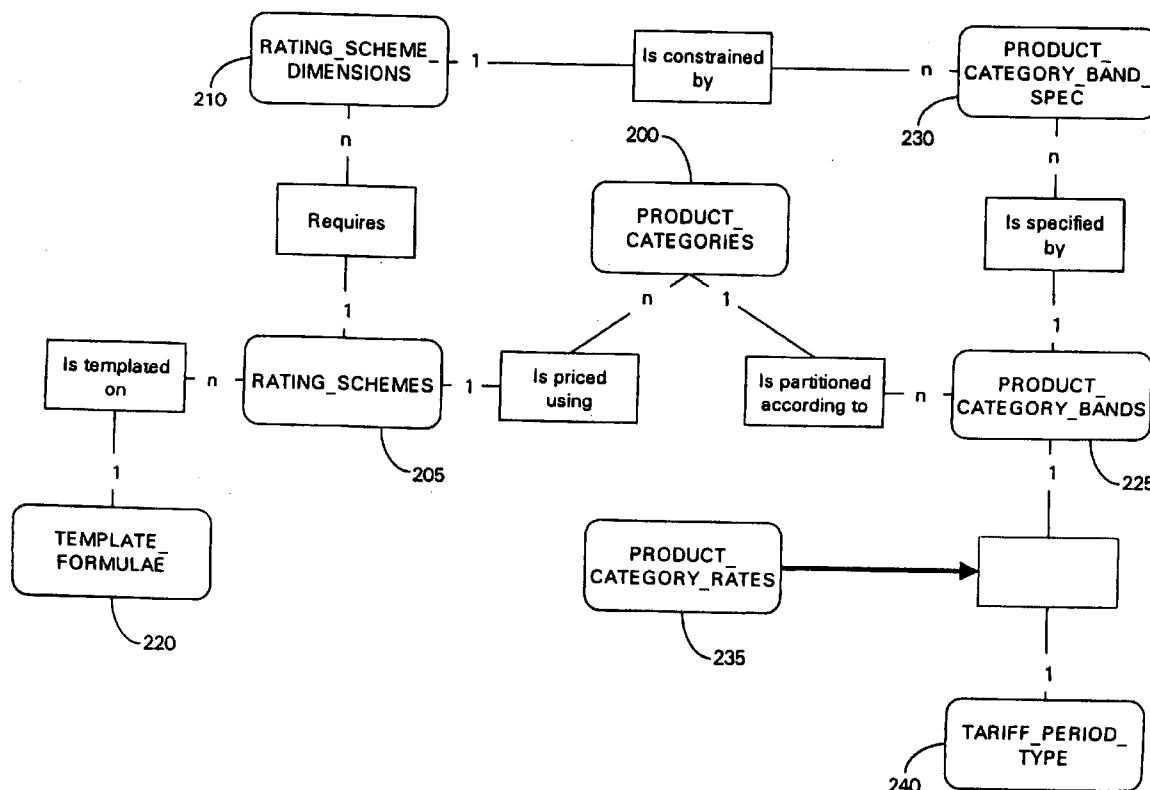 RATING_SCHEME_
DIMENSIONS
210
1
Is constrained
by
n
PRODUCT_
CATEGORY_BAND_
SPEC
230
n
Requires
1
200
PRODUCT_
CATEGORIES
n
1
n
Is specified
by
1
Is templated
on
n
RATING_SCHEMES
205
1
Is priced
using
Is partitioned
according to
n
PRODUCT_
CATEGORY_BANDS
225
1
TEMPLATE_
FORMULAE
220
PRODUCT_
CATEGORY_RATES
235
1
1
TARIFF_PERIOD_
TYPE
240